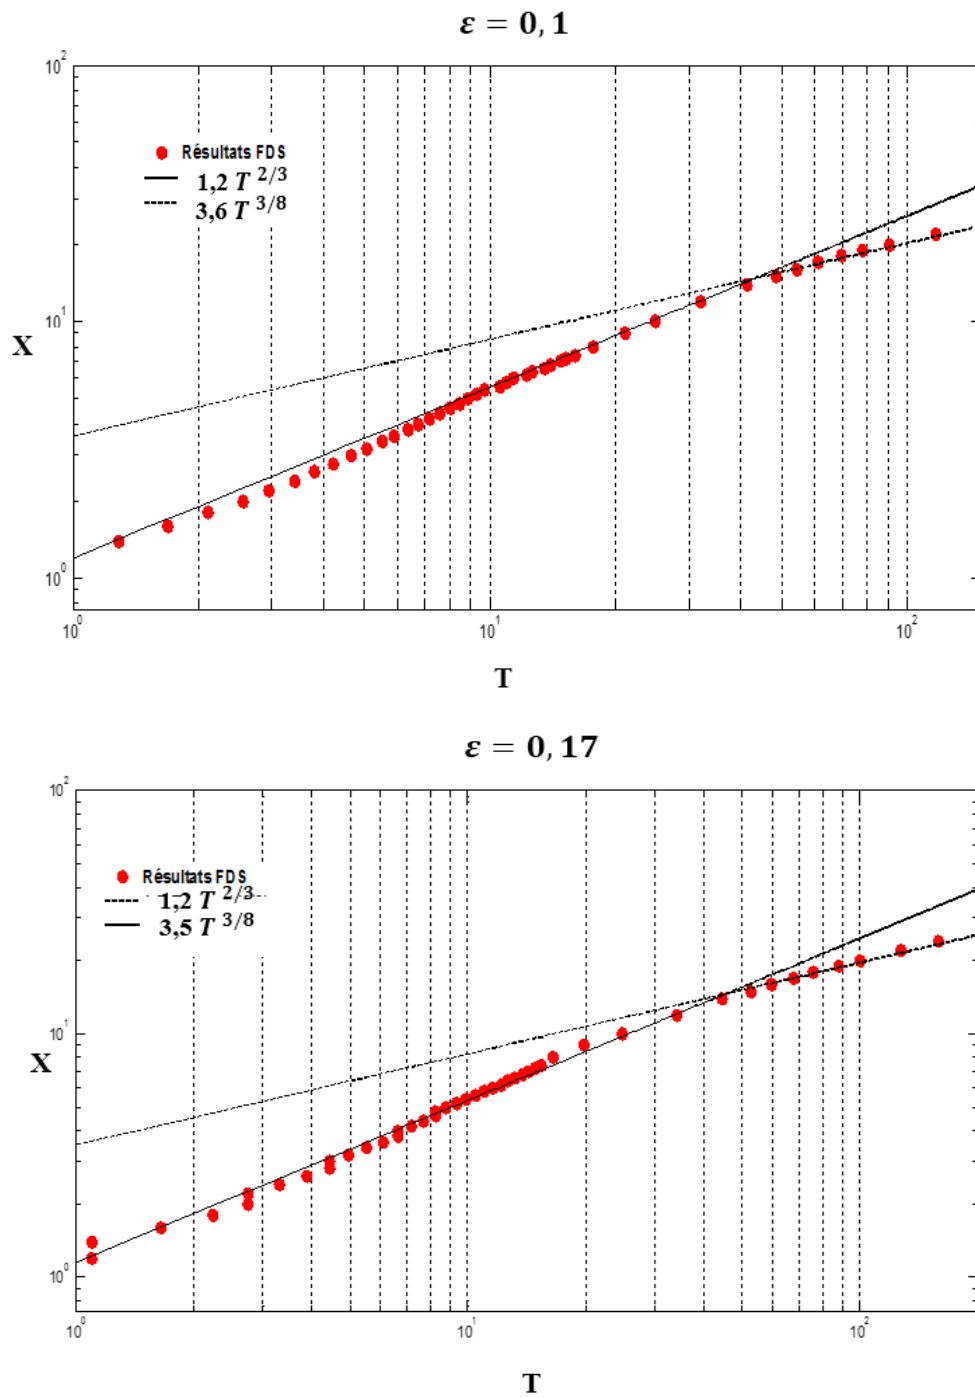 ε = 0, 1
10²
Résultats FDS
1,2 T 2/3
3,6 T 3/8
10¹
X
10⁰
10⁰ 10¹ 10²
T
ε = 0, 17
10²
Résultats FDS
1,2 T 2/3
3,5 T 3/8
10¹
X
10⁰
10⁰ 10¹ 10²
T